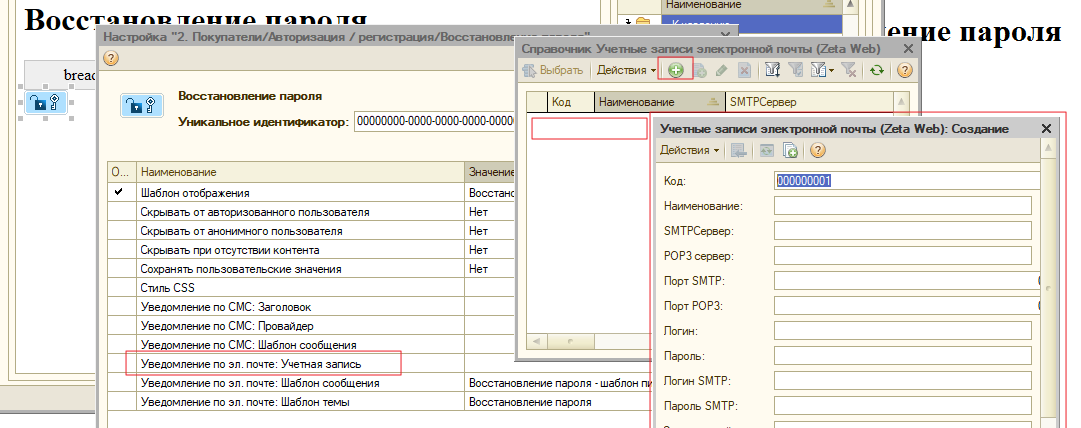 Восстановление пароля
пароля
Настройка "2. Покупатели/Авторизация / регистрация/Восстановление пароля"
Восстановление пароля
Уникальное идентификатор: 00000000-0000-0000-0000-0000
О... Наименование Значение
Шаблон отображения Восстано
Скрывать от авторизованного пользователя Нет
Скрывать от анонимного пользователя Нет
Скрывать при отсутствии контента Нет
Сохранять пользовательские значения Нет
Стиль CSS
Уведомление по СМС: Заголовок
Уведомление по СМС: Провайдер
Уведомление по СМС: Шаблон сообщения
Уведомление по эл. почте: Учетная запись
Уведомление по эл. почте: Шаблон сообщения Восстановление пароля - шаблон пи
Уведомление по эл. почте: Шаблон темы Восстановление пароля
Наименование
Справочник Учетные записи электронной почты (Zeta Web)
Выбрать Действия
Код Наименование SMTPСервер
Учетные записи электронной почты (Zeta Web): Создание
Действия
Код: 000000001
Наименование:
SMTPСервер:
POP3 сервер:
Порт SMTP:
Порт POP3:
Логин:
Пароль:
Логин SMTP:
Пароль SMTP: